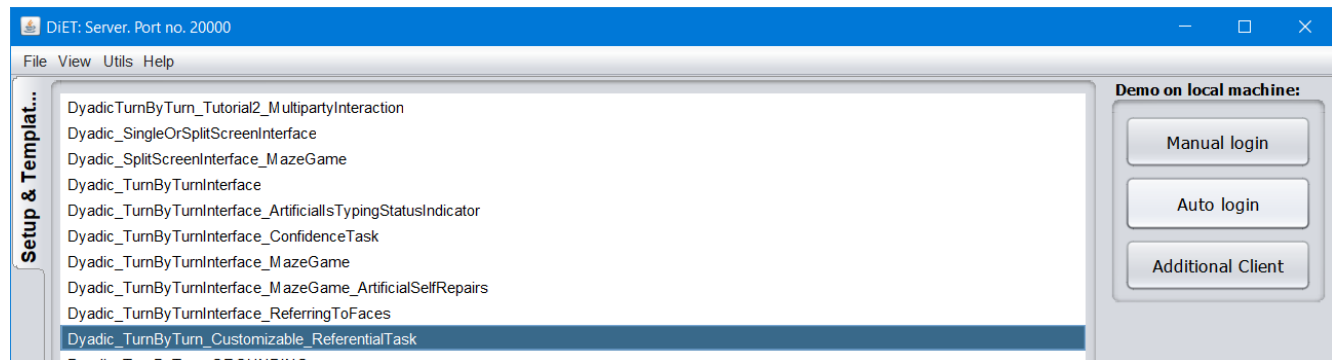 DiET: Server. Port no. 20000
File View Utils Help
Setup & Templat...
DyadicTurnByTurn_Tutorial2_MultipartyInteraction
Dyadic_SingleOrSplitScreenInterface
Dyadic_SplitScreenInterface_MazeGame
Dyadic_TurnByTurnInterface
Dyadic_TurnByTurnInterface_ArtificialIsTypingStatusIndicator
Dyadic_TurnByTurnInterface_ConfidenceTask
Dyadic_TurnByTurnInterface_MazeGame
Dyadic_TurnByTurnInterface_MazeGame_ArtificialSelfRepairs
Dyadic_TurnByTurnInterface_ReferringToFaces
Dyadic_TurnByTurn_Customizable_ReferentialTask
Demo on local machine:
Manual login
Auto login
Additional Client